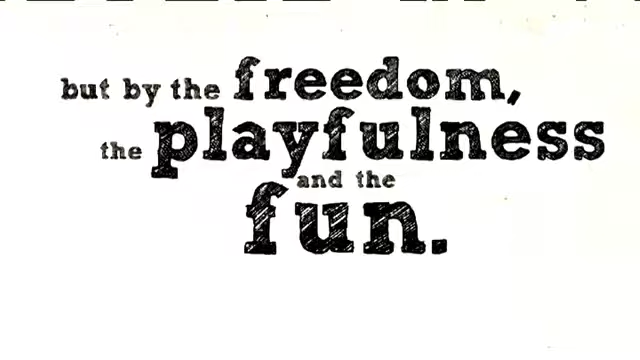 but by the freedom,
the playfulness
and the
fun.